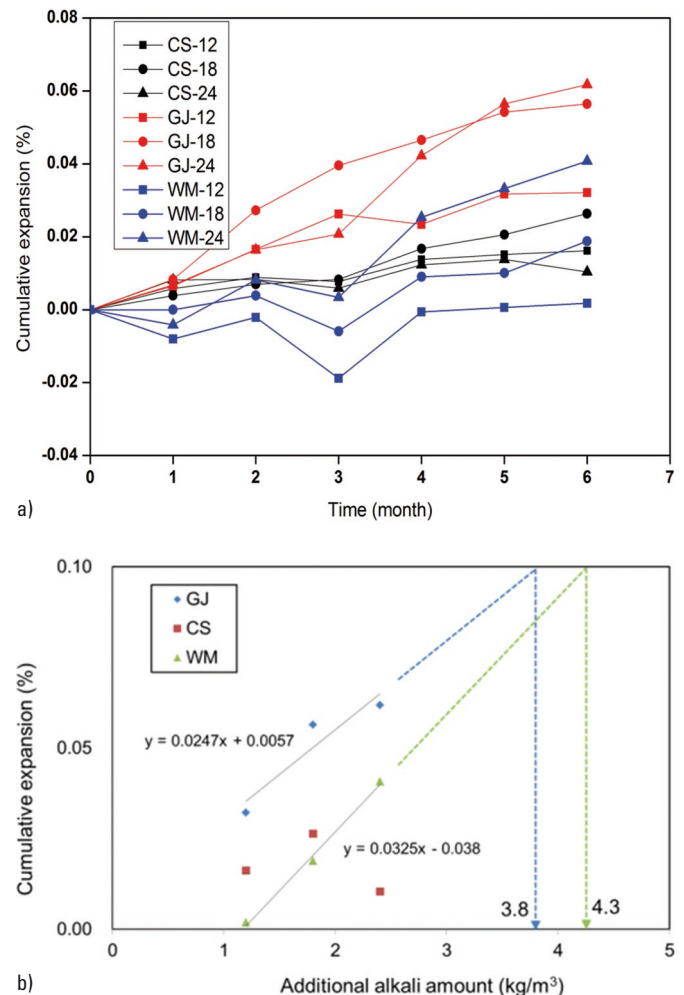 0.08
0.06
0.04
0.02
0.00
-0.02
-0.04
Cumulative expansion (%)
CS-12
CS-18
CS-24
GJ-12
GJ-18
GJ-24
WM-12
WM-18
WM-24
0 1 2 3 4 5 6 7
Time (month)
a)
0.10
0.05
0.00
Cumulative expansion (%)
GJ
CS
WM
y = 0.0247x + 0.0057
y = 0.0325x - 0.038
3.8 4.3
0 1 2 3 4 5
Additional alkali amount (kg/m³)
b)